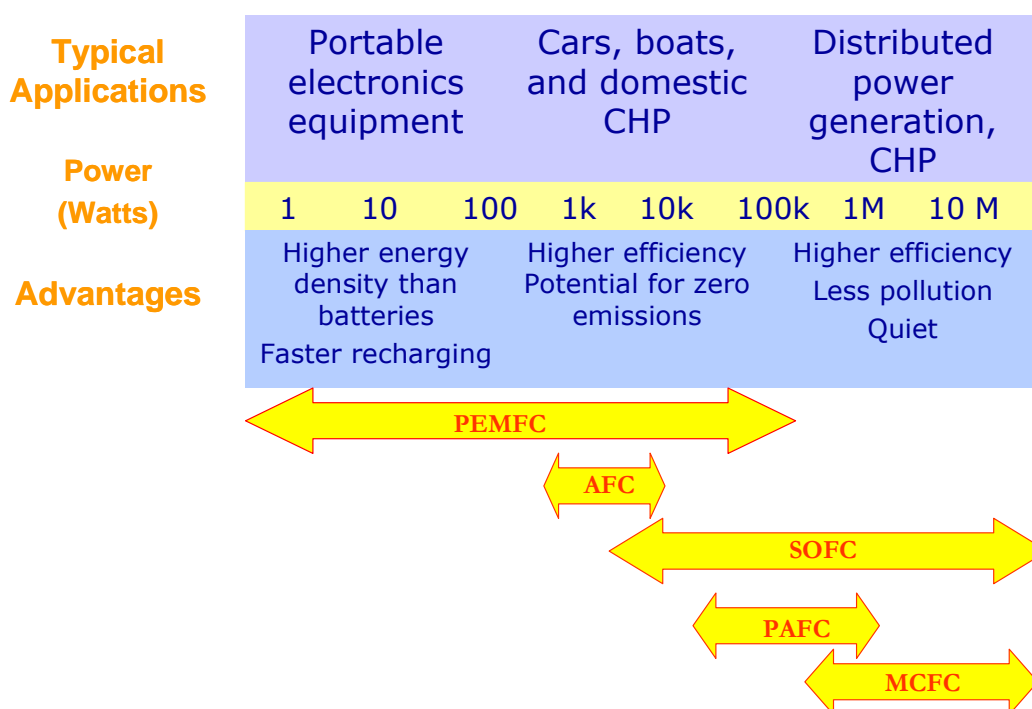 Typical
Applications
Portable
electronics
equipment
Cars, boats,
and domestic
CHP
Distributed
power
generation,
CHP
Power
(Watts)
1 10 100 1k 10k 100k 1M 10 M
Advantages
Higher energy
density than
batteries
Faster recharging
Higher efficiency
Potential for zero
emissions
Higher efficiency
Less pollution
Quiet
PEMFC
AFC
SOFC
PAFC
MCFC